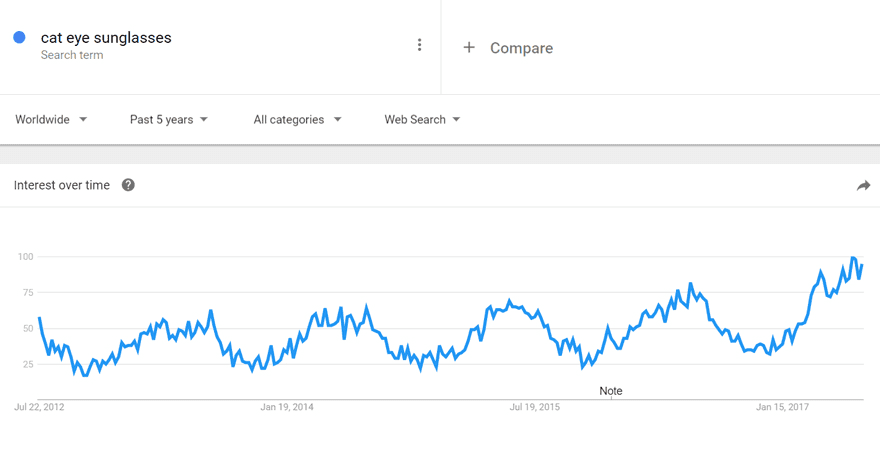 cat eye sunglasses
Search term
+ Compare
Worldwide
Past 5 years
All categories
Web Search
Interest over time ?
100
75
50
25
Note
Jul 22, 2012
Jan 19, 2014
Jul 19, 2015
Jan 15, 2017